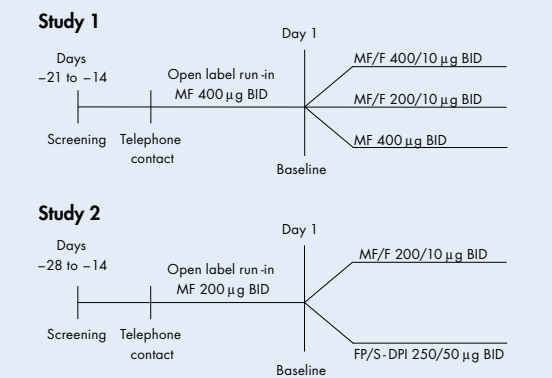 Study 1
Day 1
Days
−21 to −14
Open label run-in
MF 400 µg BID
MF/F 400/10 µg BID
MF/F 200/10 µg BID
MF 400 µg BID
Screening
Telephone
contact
Baseline
Study 2
Day 1
Days
−28 to −14
Open label run-in
MF 200 µg BID
MF/F 200/10 µg BID
Screening
Telephone
contact
FP/S-DPI 250/50 µg BID
Baseline